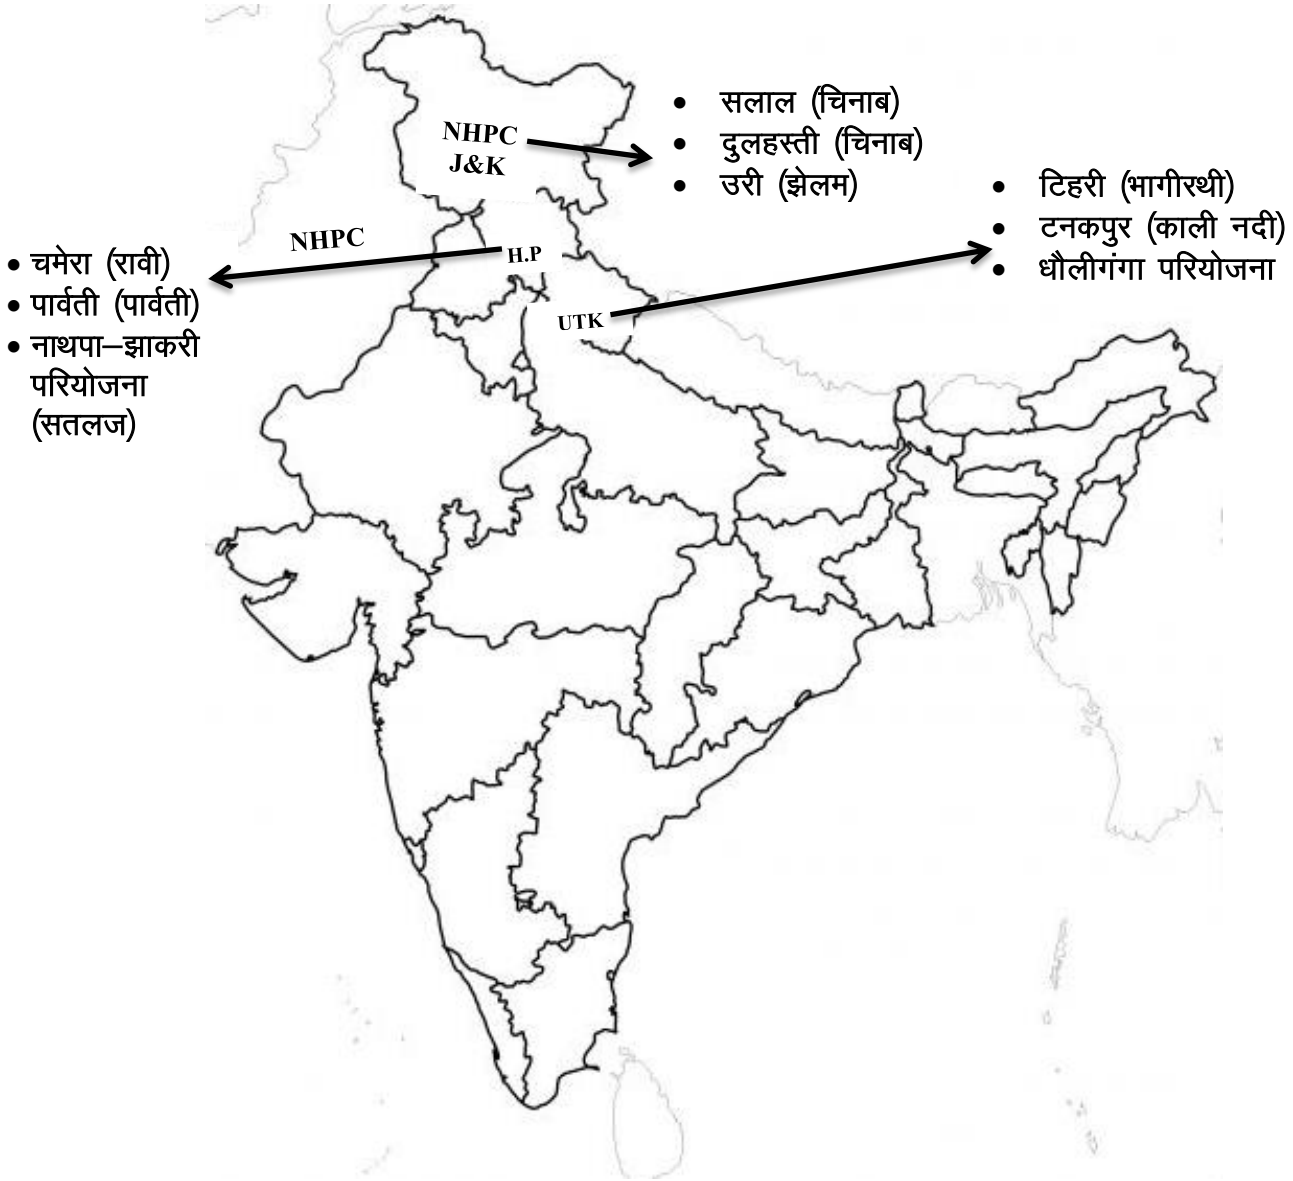 • सलाल (चिनाब)
NHPC
• दुलहस्ती (चिनाब)
J&K
• उरी (झेलम)
• टिहरी (भागीरथी)
• टनकपुर (काली नदी)
• धौलीगंगा परियोजना
NHPC
H.P
• चमेरा (रावी)
• पार्वती (पार्वती)
• नाथपा–झाकरी
परियोजना
(सतलज)
UTK